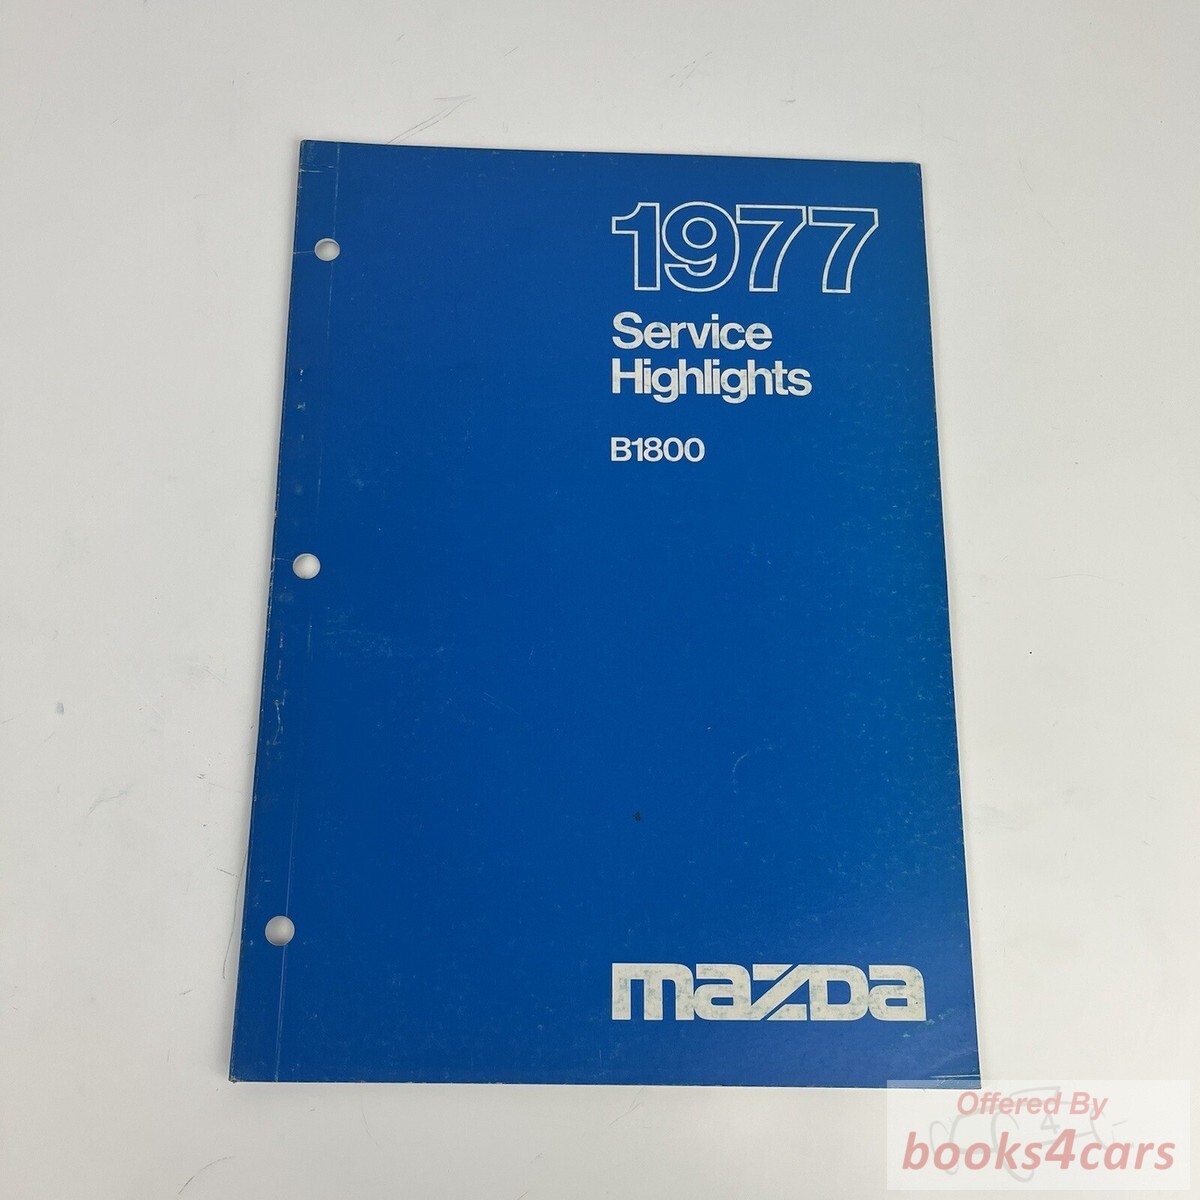 1977
Service
Highlights
B1800
mazda
Offered By
books4cars